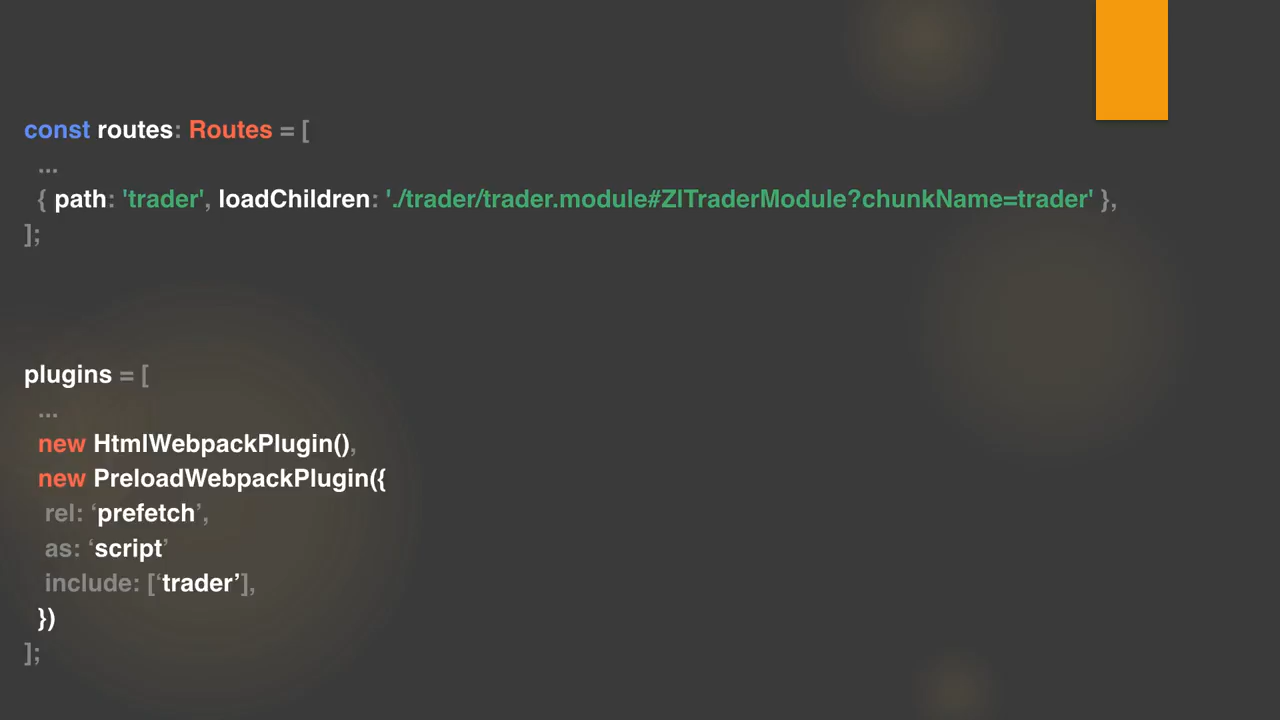 const routes: Routes = [
...
{ path: 'trader', loadChildren: './trader/trader.module#ZITraderModule?chunkName=trader' },
];
plugins = [
...
new HtmlWebpackPlugin(),
new PreloadWebpackPlugin({
rel: ‘prefetch’,
as: ‘script’
include: [‘trader’],
})
];